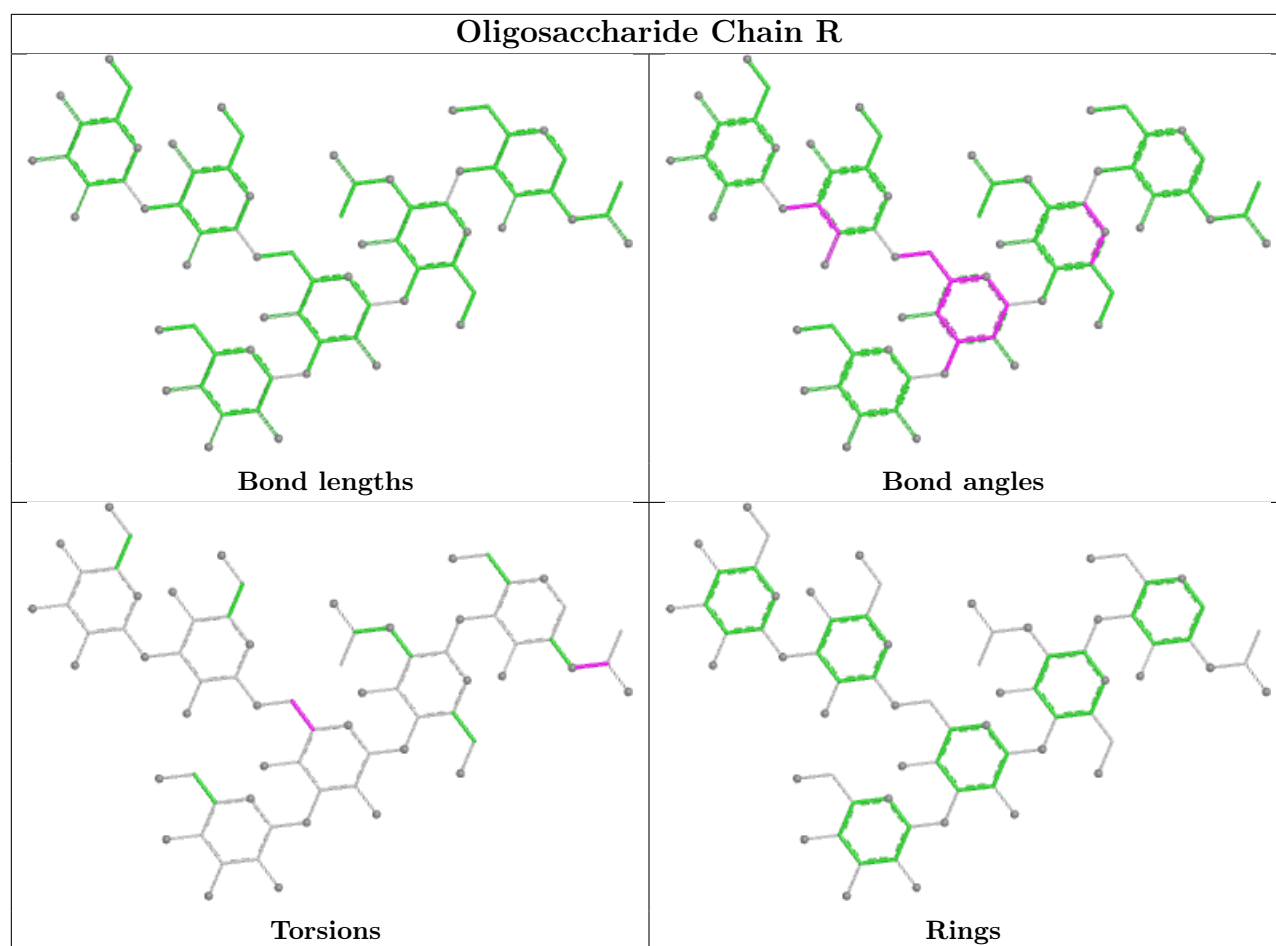 Oligosaccharide Chain R
Bond lengths
Bond angles
Torsions
Rings